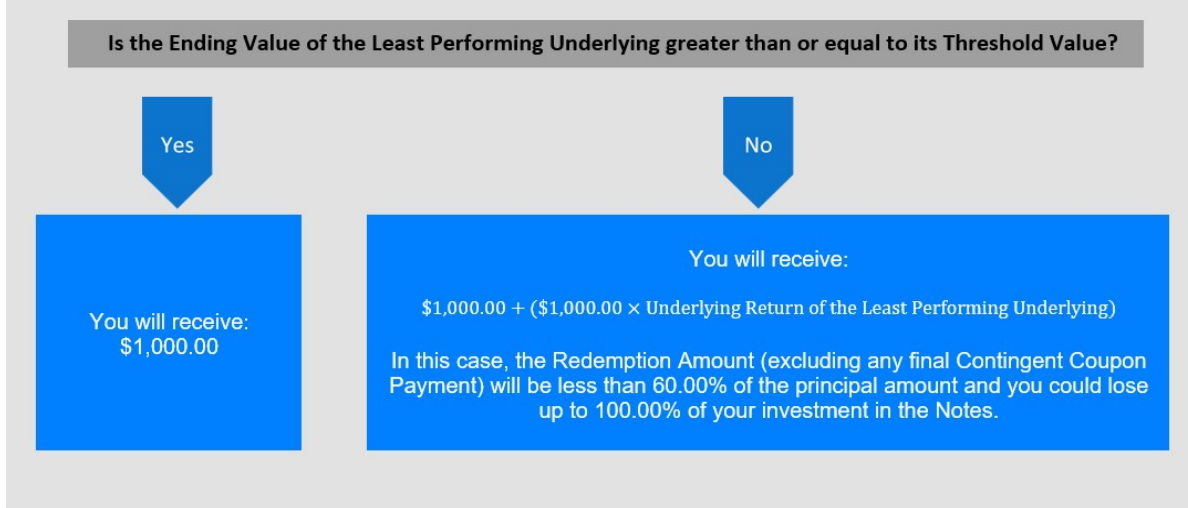 Is the Ending Value of the Least Performing Underlying greater than or equal to its Threshold Value?
Yes
No
You will receive:
$1,000.00
You will receive:
$1,000.00 + ($1,000.00 × Underlying Return of the Least Performing Underlying)
In this case, the Redemption Amount (excluding any final Contingent Coupon
Payment) will be less than 60.00% of the principal amount and you could lose
up to 100.00% of your investment in the Notes.